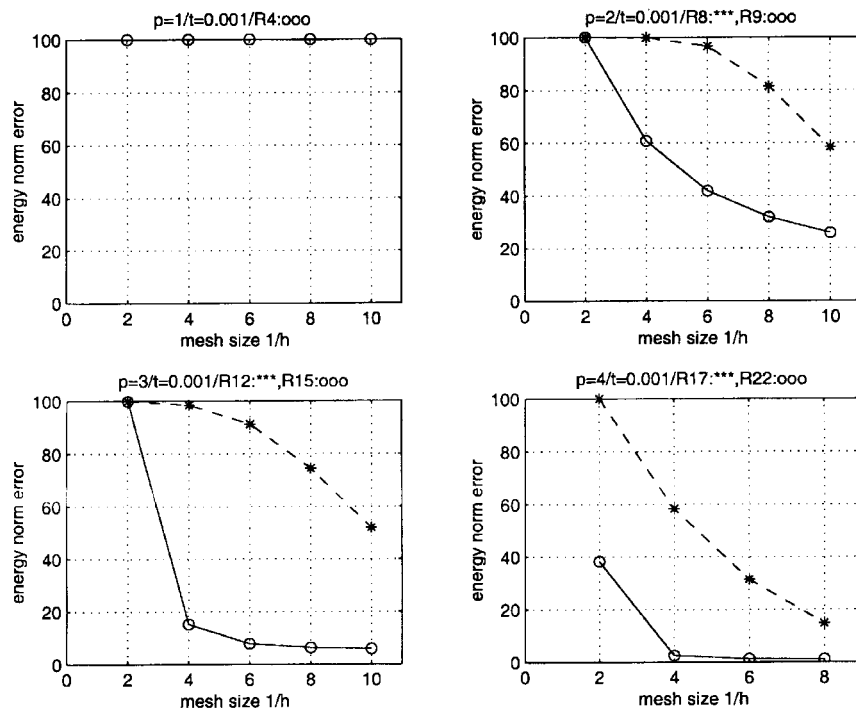 p=1/t=0.001/R4:ooo
100
80
60
40
20
0
energy norm error
0 2 4 6 8 10
mesh size 1/h
p=2/t=0.001/R8:***,R9:ooo
100
80
60
40
20
0
energy norm error
0 2 4 6 8 10
mesh size 1/h
p=3/t=0.001/R12:***,R15:ooo
100
80
60
40
20
0
energy norm error
0 2 4 6 8 10
mesh size 1/h
p=4/t=0.001/R17:***,R22:ooo
100
80
60
40
20
0
energy norm error
0 2 4 6 8
mesh size 1/h